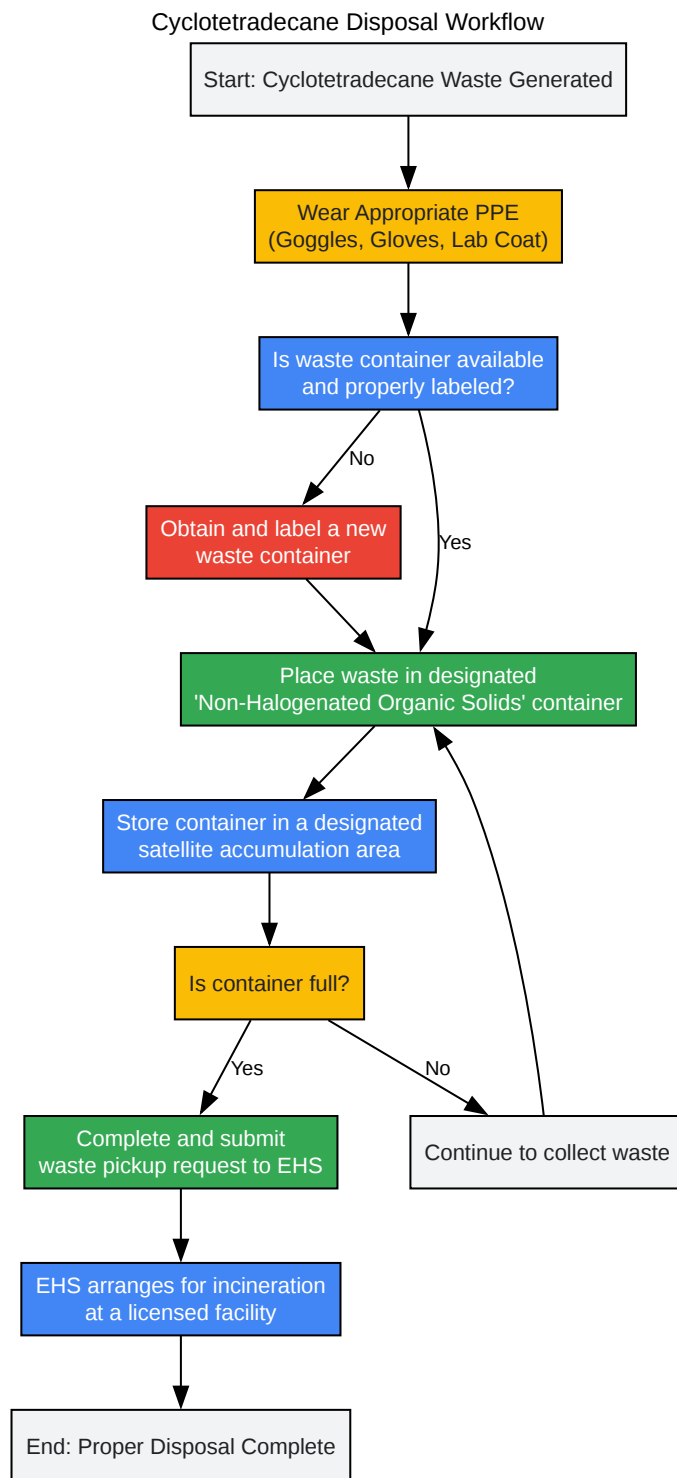 Cyclotetradecane Disposal Workflow
Start: Cyclotetradecane Waste Generated
Wear Appropriate PPE
(Goggles, Gloves, Lab Coat)
Is waste container available
and properly labeled?
No
Obtain and label a new
waste container
Yes
Place waste in designated
'Non-Halogenated Organic Solids' container
Store container in a designated
satellite accumulation area
Is container full?
Yes
No
Complete and submit
waste pickup request to EHS
Continue to collect waste
EHS arranges for incineration
at a licensed facility
End: Proper Disposal Complete